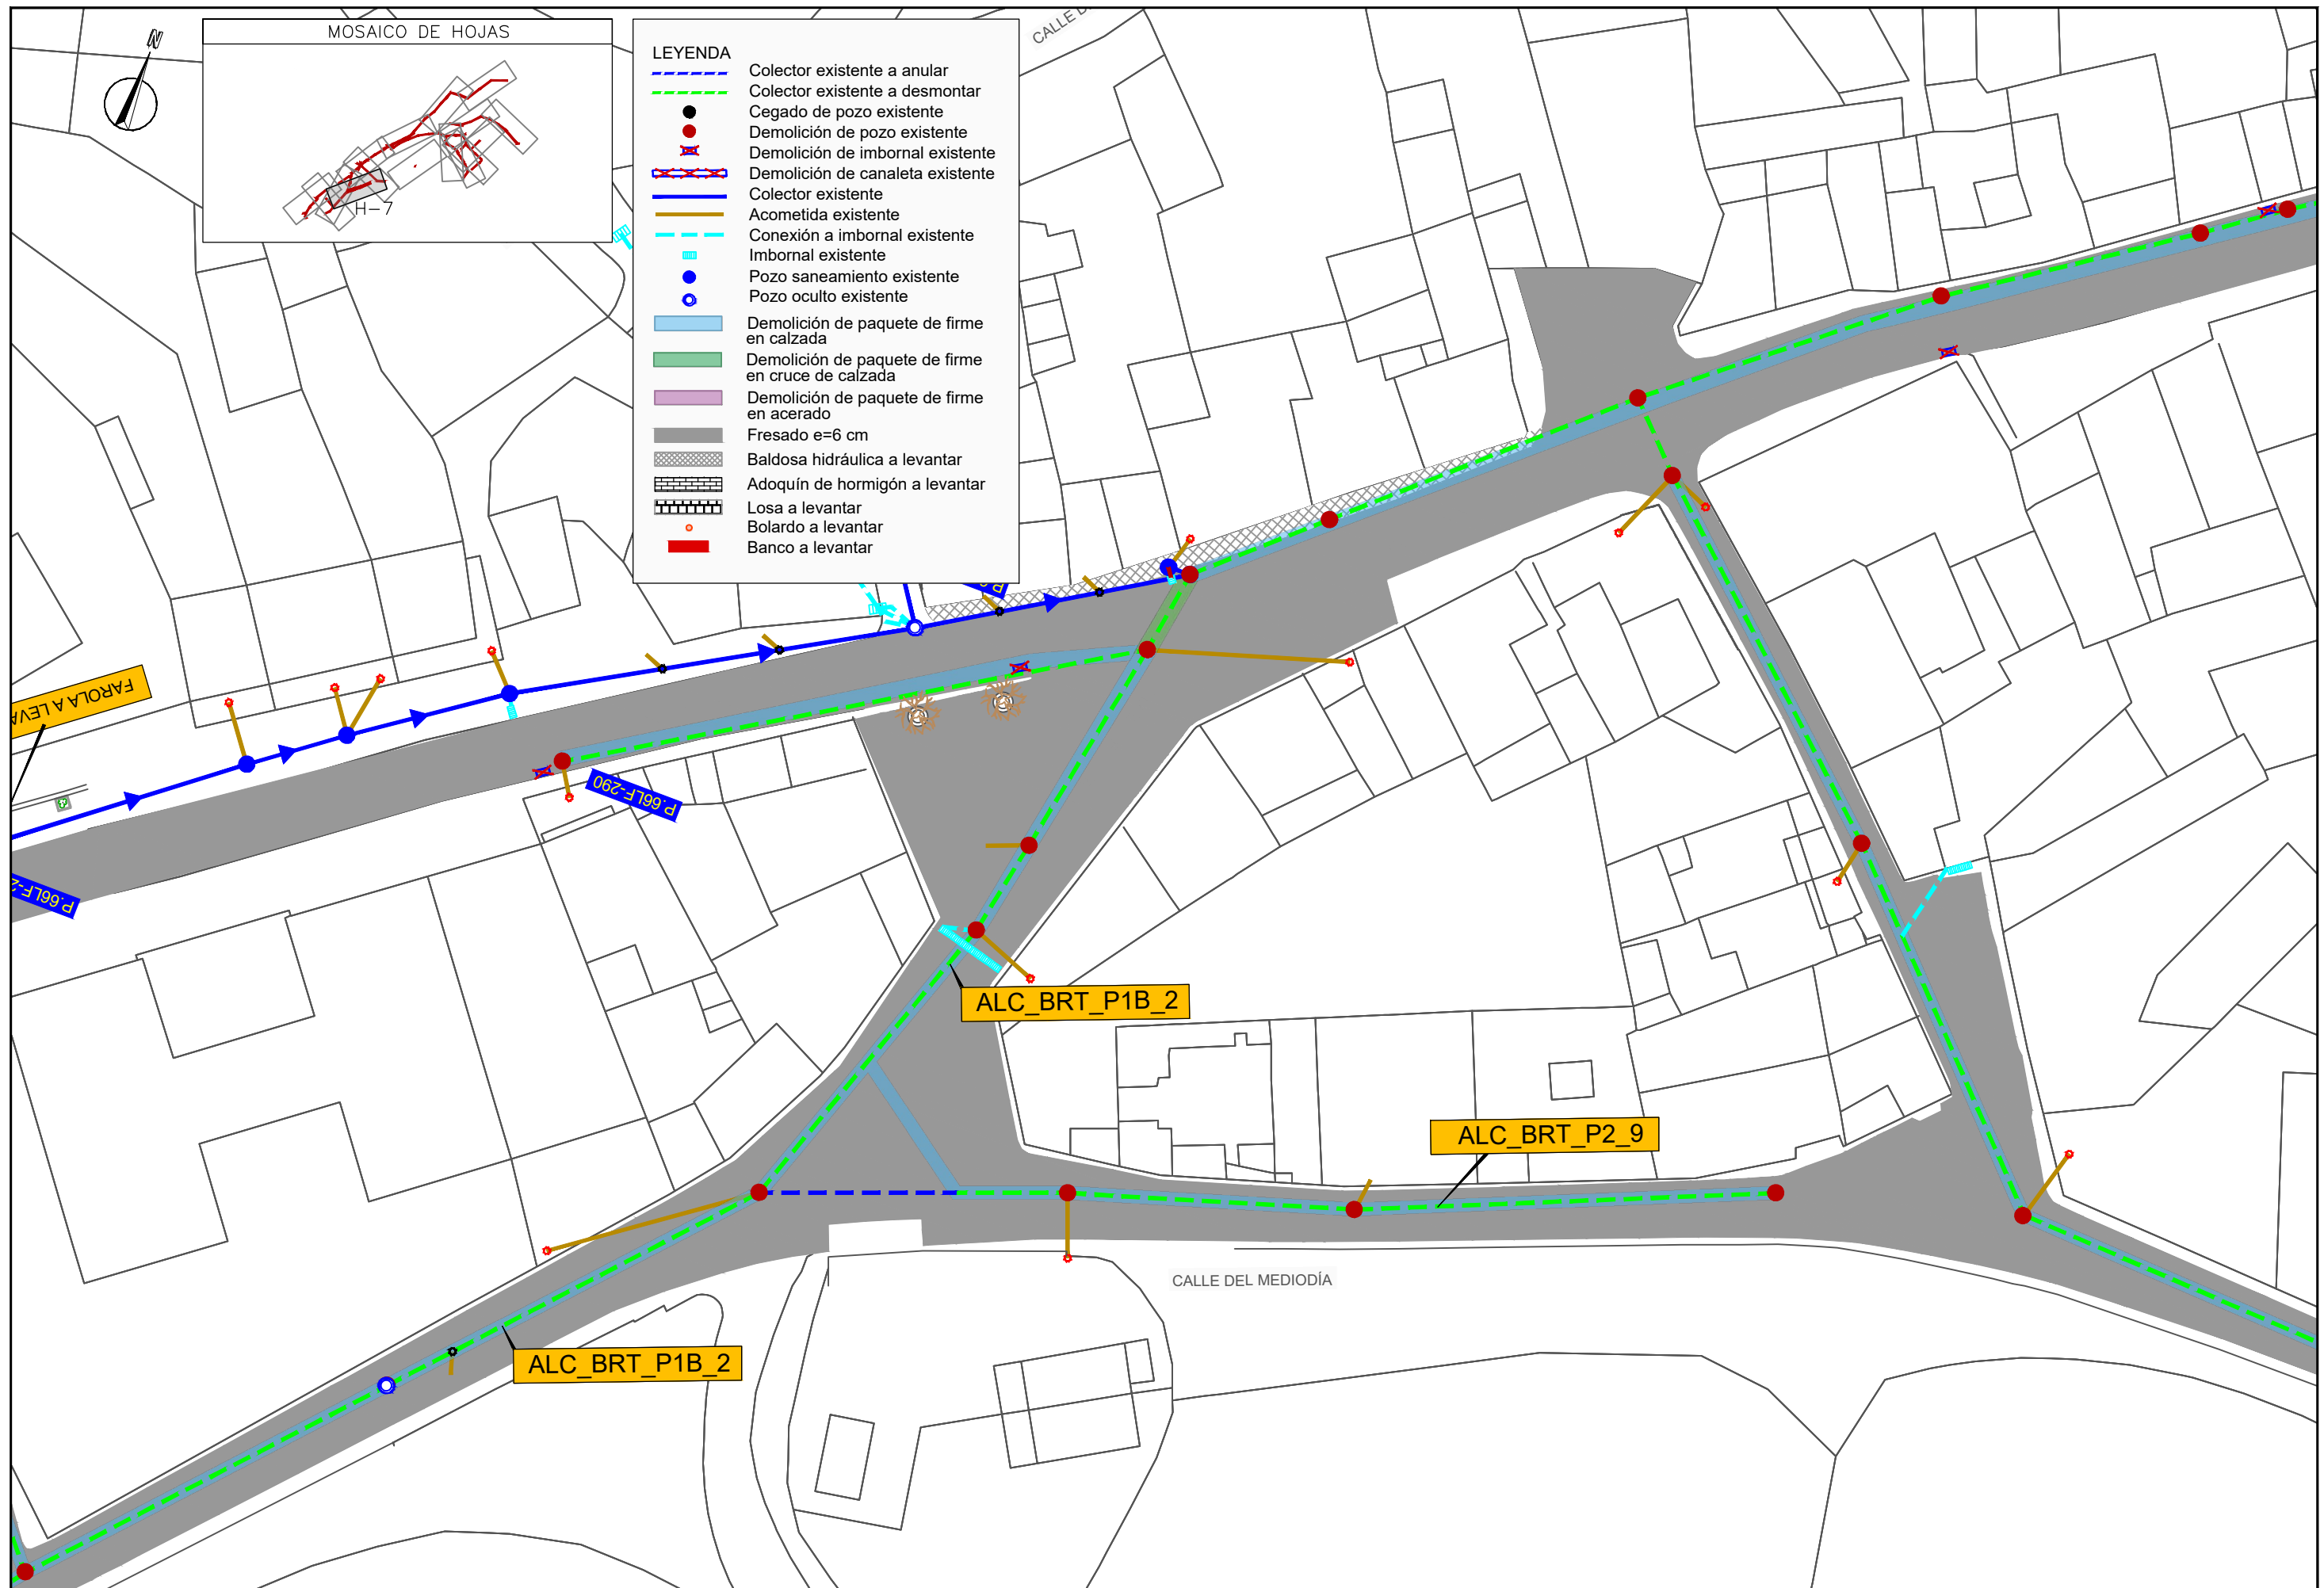 MOSAICO DE HOJAS
N
H-7
LEYENDA
Colector existente a anular
Colector existente a desmontar
Cegado de pozo existente
Demolición de pozo existente
Demolición de imbornal existente
Demolición de canaleta existente
Colector existente
Acometida existente
Conexión a imbornal existente
Imbornal existente
Pozo saneamiento existente
Pozo oculto existente
Demolición de paquete de firme
en calzada
Demolición de paquete de firme
en cruce de calzada
Demolición de paquete de firme
en acerado
Fresado e=6 cm
Baldosa hidráulica a levantar
Adoquín de hormigón a levantar
Losa a levantar
Bolardo a levantar
Banco a levantar
CALLE
FAROLA A LEVA
P.66LF-290
P.66LF-2
ALC_BRT_P1B_2
ALC_BRT_P2_9
CALLE DEL MEDIODÍA
ALC_BRT_P1B_2